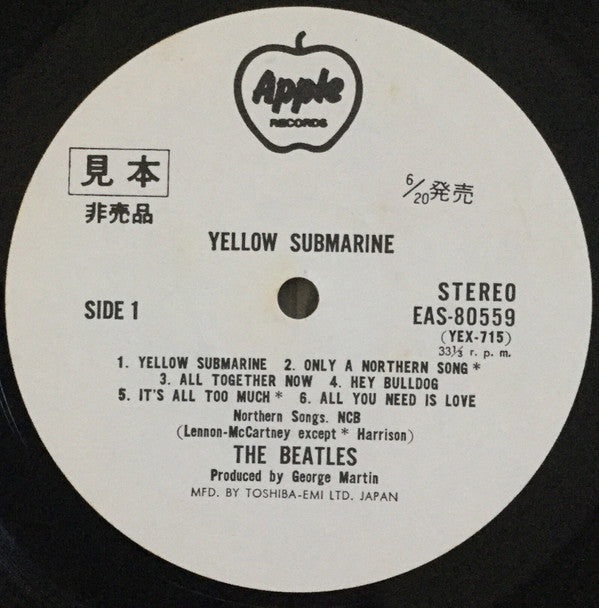 Apple
RECORDS
見本
非売品
6/20発売
YELLOW SUBMARINE
SIDE 1
STEREO
EAS-80559
(YEX-715)
33⅓ r. p. m.
1. YELLOW SUBMARINE 2. ONLY A NORTHERN SONG*
3. ALL TOGETHER NOW 4. HEY BULLDOG
5. IT'S ALL TOO MUCH* 6. ALL YOU NEED IS LOVE
Northern Songs. NCB
(Lennon-McCartney except* Harrison)
THE BEATLES
Produced by George Martin
MFD. BY TOSHIBA-EMI LTD. JAPAN